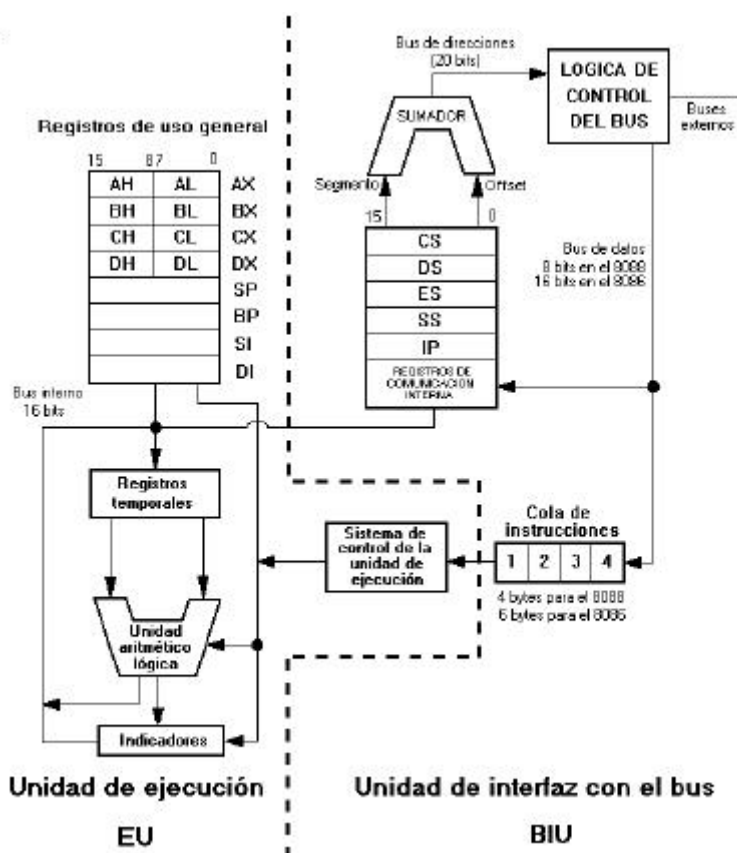 Bus de direcciones
(20 bits)
LOGICA DE
CONTROL
DEL BUS
Buses
externos
SUMADOR
Segmento
Offset
15
0
CS
DS
ES
SS
IP
REGISTROS DE
COMUNICACION
INTERNA
Bus de datos
8 bits en el 8088
16 bits en el 8086
Registros de uso general
15 87 0
AH AL AX
BH BL BX
CH CL CX
DH DL DX
SP
BP
SI
DI
Bus interno
16 bits
Registros
temporales
Unidad
aritmético
lógica
Indicadores
Sistema de
control de la
unidad de
ejecución
Cola de
instrucciones
1 2 3 4
4 bytes para el 8088
6 bytes para el 8086
Unidad de ejecución
EU
Unidad de interfaz con el bus
BIU